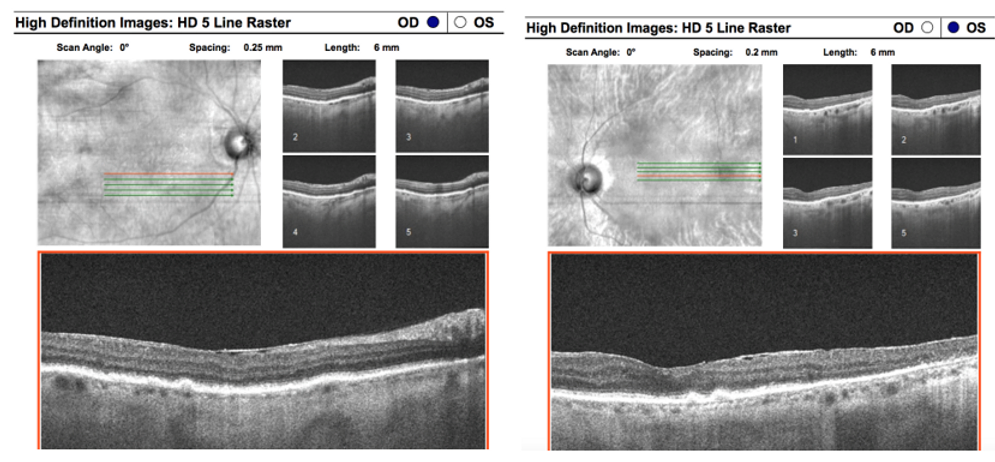 High Definition Images: HD 5 Line Raster OD OS
Scan Angle: 0° Spacing: 0.25 mm Length: 6 mm
2 3
4 5
High Definition Images: HD 5 Line Raster OD OS
Scan Angle: 0° Spacing: 0.2 mm Length: 6 mm
1 2
3 5